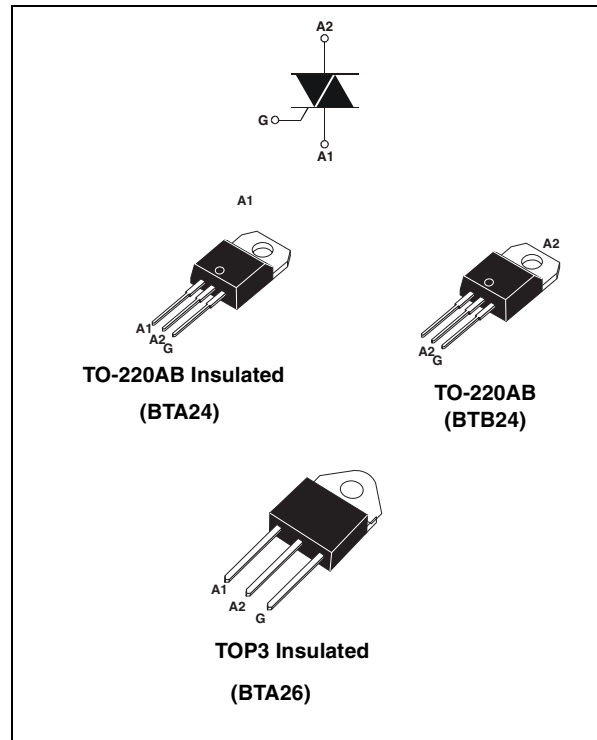 A2
G
A1
A1
A2
A1
A2
G
A2
G
TO-220AB Insulated
(BTA24)
TO-220AB
(BTB24)
A1
A2
G
TOP3 Insulated
(BTA26)